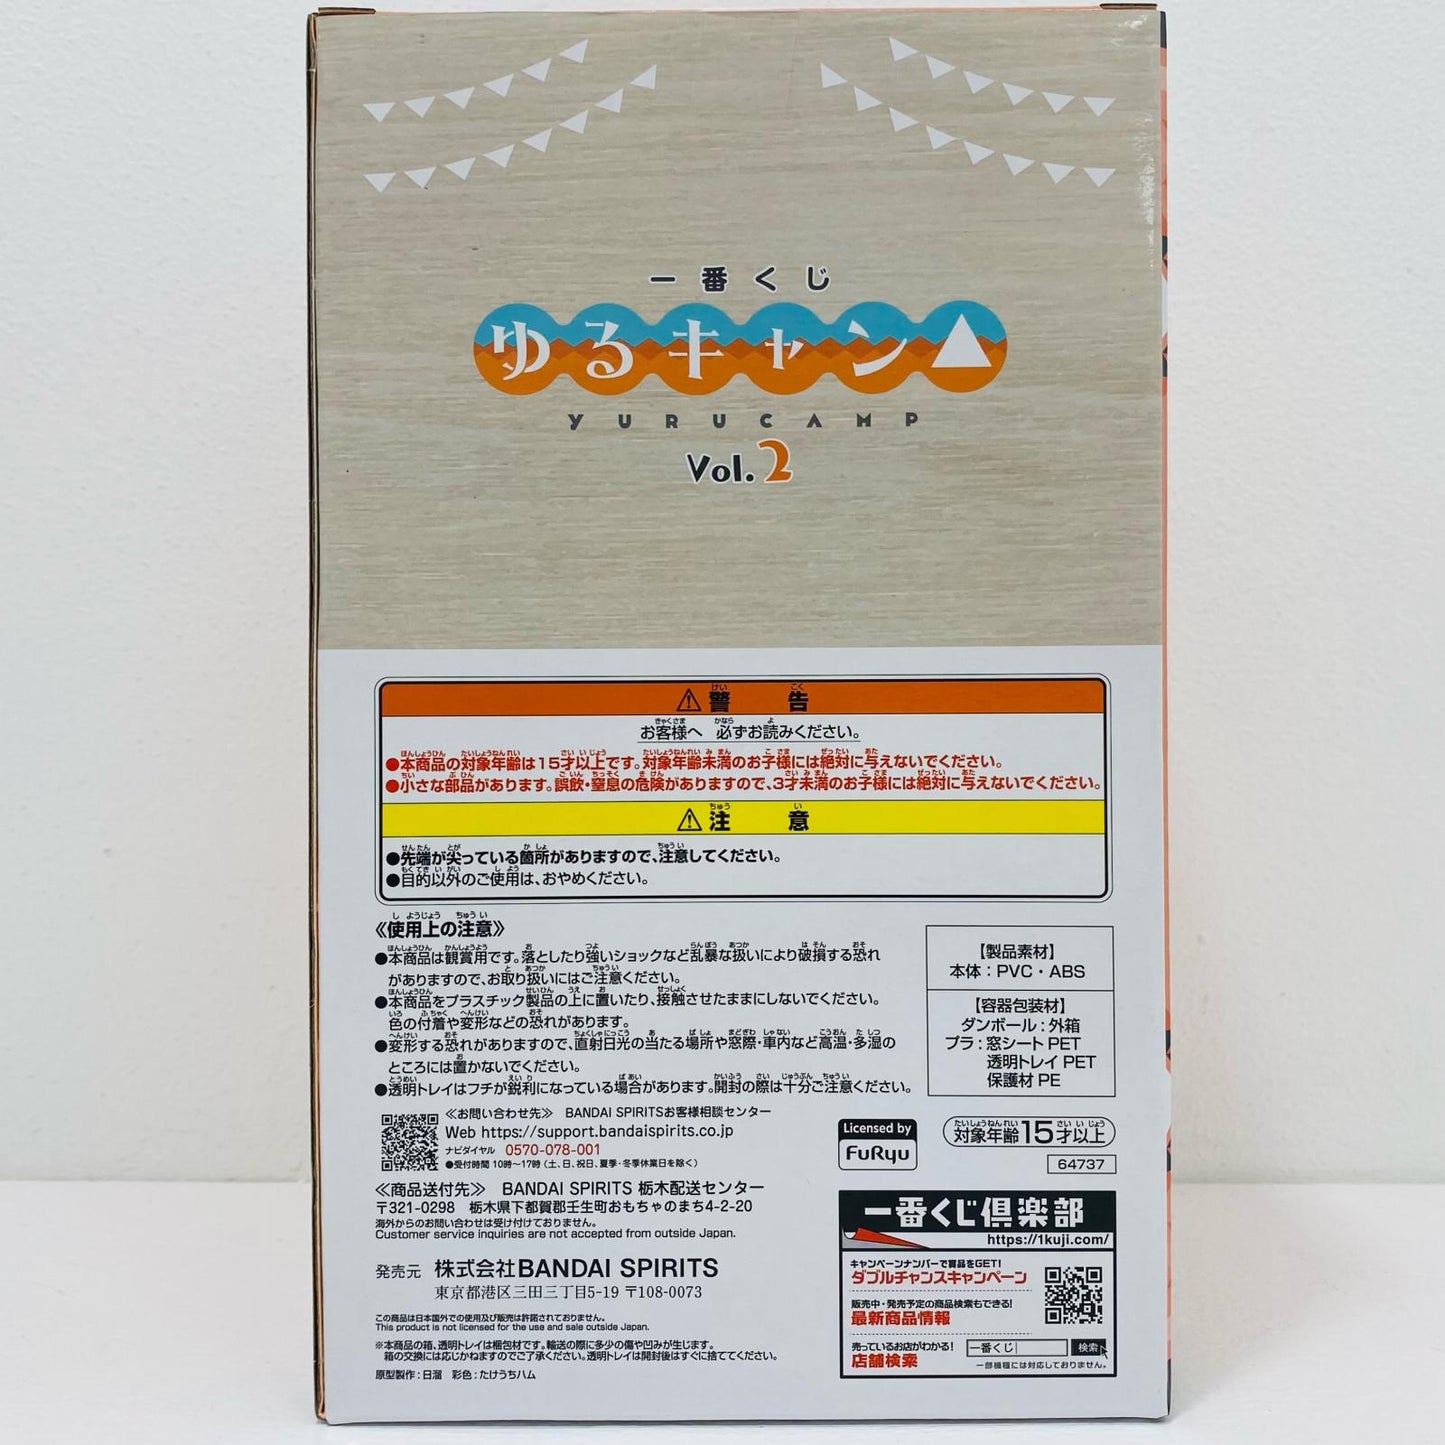 一番くじ
ゆるキャン△
YURUCAMP
Vol.2
⚠警告
お客様へ 必ずお読みください。
●本商品の対象年齢は15才以上です。対象年齢未満のお子様には絶対に与えないでください。
●小さな部品があります。誤飲・窒息の危険がありますので、3才未満のお子様には絶対に与えないでください。
⚠注意
●先端が尖っている箇所がありますので、注意してください。
●目的以外のご使用は、おやめください。
《使用上の注意》
●本商品は観賞用です。落としたり強いショックなど乱暴な扱いにより破損する恐れ
がありますので、お取り扱いにはご注意ください。
●本商品をプラスチック製品の上に置いたり、接触させたままにしないでください。
色の付着や変形などの恐れがあります。
●変形する恐れがありますので、直射日光の当たる場所や窓際・車内など高温・多湿の
ところには置かないでください。
●透明トレイはフチが鋭利になっている場合があります。開封の際は十分ご注意ください。
【製品素材】
本体：PVC・ABS
【容器包装材】
ダンボール：外箱
プラ：窓シート PET
透明トレイ PET
保護材 PE
≪お問い合わせ先≫ BANDAI SPIRITSお客様相談センター
Web https://support.bandaispirits.co.jp
ナビダイヤル 0570-078-001
●受付時間 10時～17時（土、日、祝日、夏季・冬季休業日を除く）
Licensed by
FuRyu
対象年齢15才以上
64737
≪商品送付先≫ BANDAI SPIRITS 栃木配送センター
〒321-0298 栃木県下都賀郡壬生町おもちゃのまち4-2-20
海外からのお問い合わせは受け付けておりません。
Customer service inquiries are not accepted from outside Japan.
発売元 株式会社BANDAI SPIRITS
東京都港区三田三丁目5-19 〒108-0073
この商品は日本国外での使用及び販売は許諾されておりません。
This product is not licensed for the use and sale outside Japan.
※本商品の箱、透明トレイは梱包材です。輸送の際に多少の傷や凹みが生じます。
箱の交換には応じかねますのでご了承ください。透明トレイは開封後はすぐに捨ててください。
原型製作：日溜 彩色：たけうちハム
一番くじ倶楽部
https://1kuji.com/
キャンペーンナンバーで賞品をGET!
ダブルチャンスキャンペーン
販売中・発売予定の商品検索もできる!
最新商品情報
売っているお店がわかる!
店舗検索
一番くじ 検索
一部機種には対応しておりません。